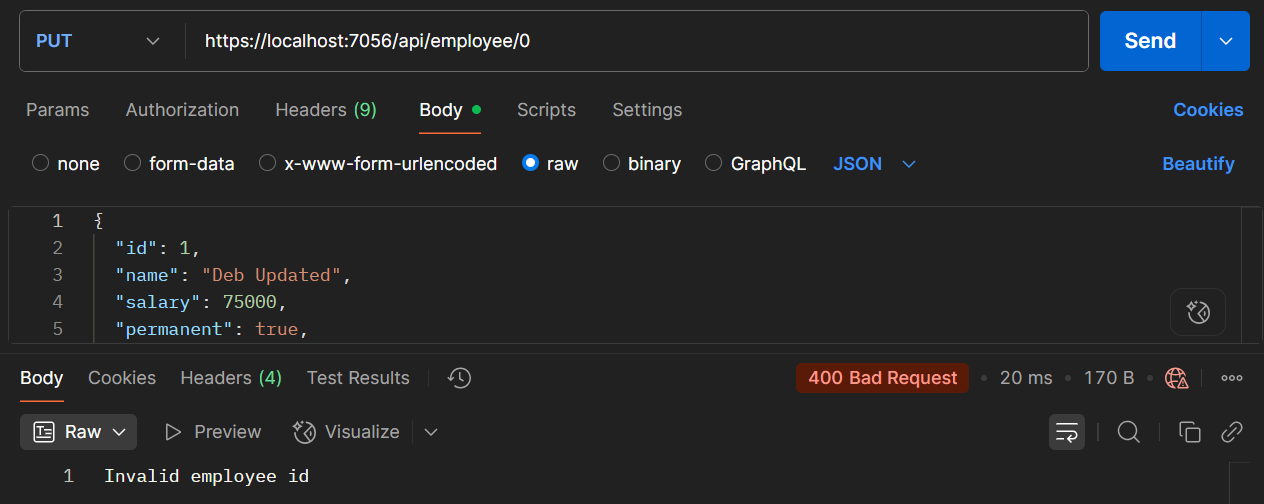 PUT https://localhost:7056/api/employee/0 Send
Params Authorization Headers (9) Body Scripts Settings Cookies
none form-data x-www-form-urlencoded raw binary GraphQL JSON Beautify
1 {
2 "id": 1,
3 "name": "Deb Updated",
4 "salary": 75000,
5 "permanent": true,
Body Cookies Headers (4) Test Results 400 Bad Request 20 ms 170 B
Raw Preview Visualize
1 Invalid employee id